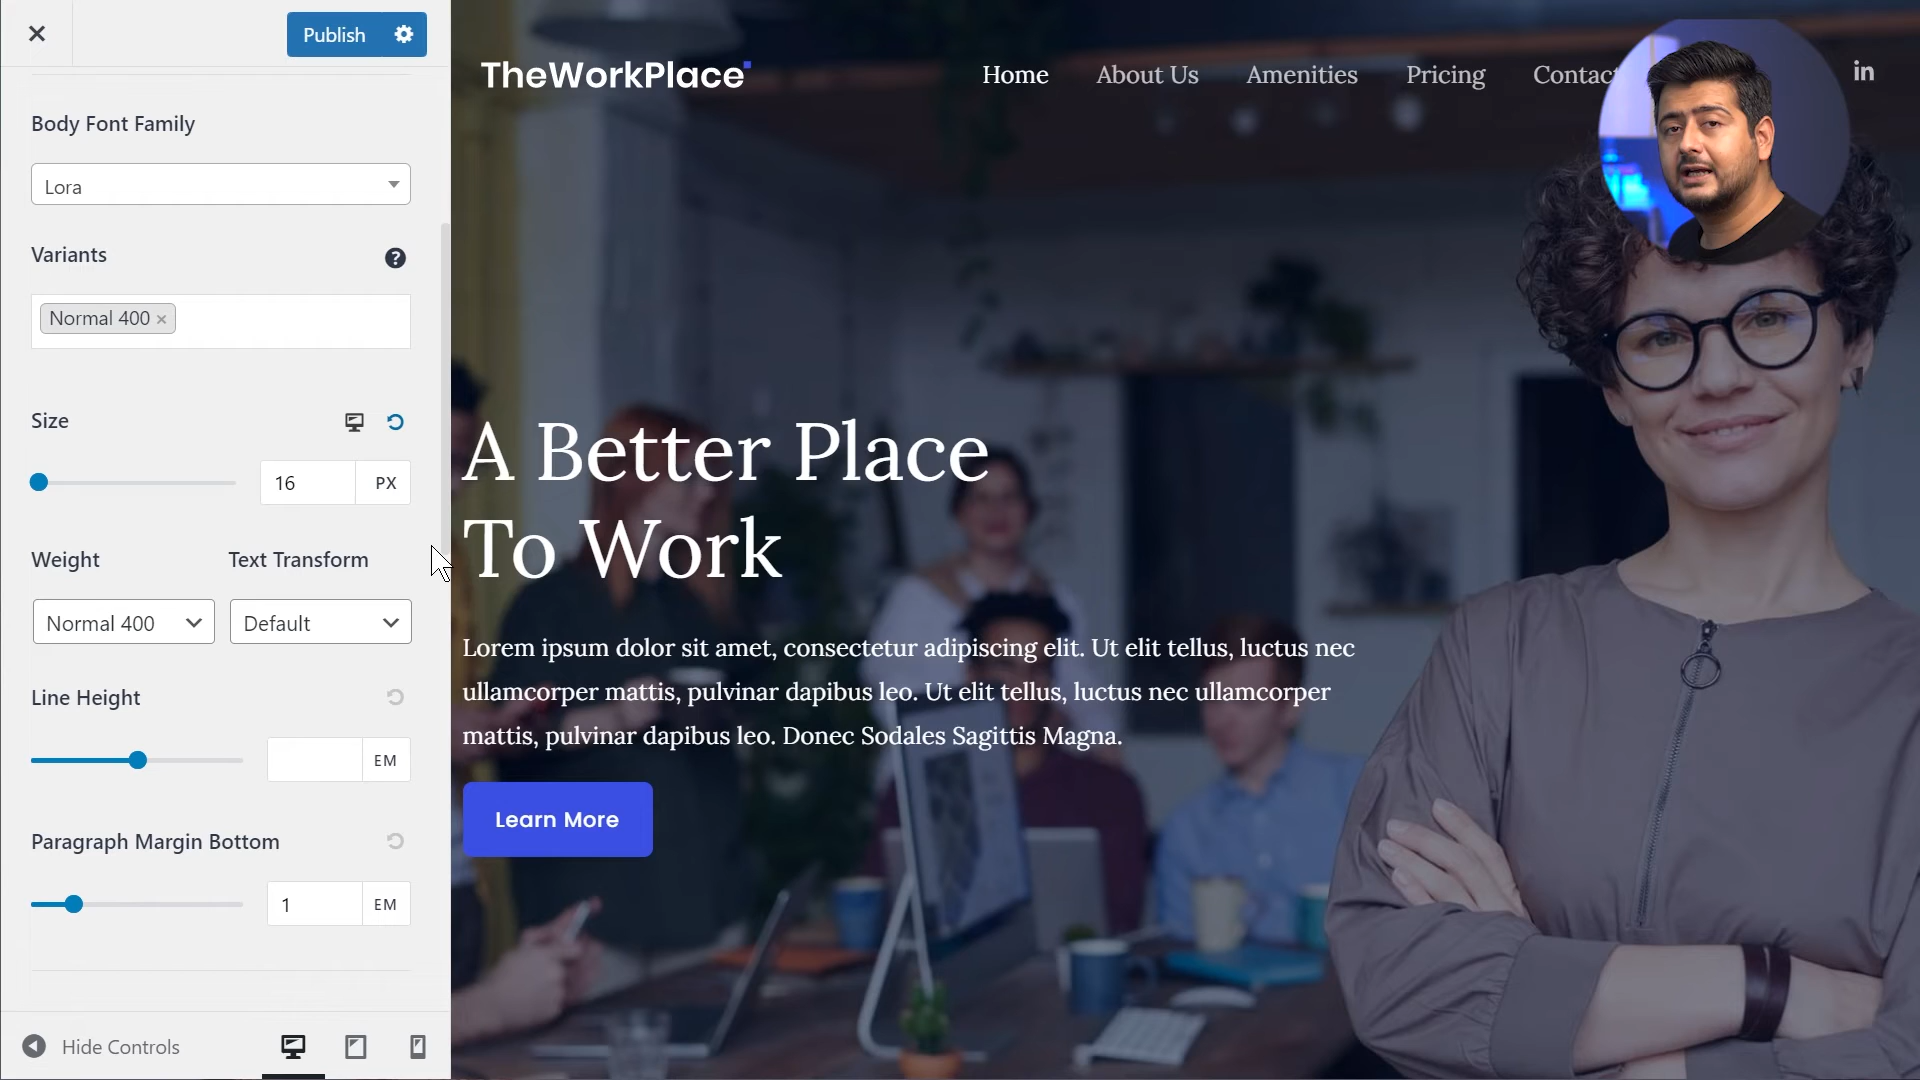 Publish
Body Font Family
Lora
Variants
?
Normal 400 ×
Size
16 PX
Weight Text Transform
Normal 400 Default
Line Height
EM
Paragraph Margin Bottom
1 EM
Hide Controls
TheWorkPlace
Home About Us Amenities Pricing Contact
in
A Better Place
To Work
Lorem ipsum dolor sit amet, consectetur adipiscing elit. Ut elit tellus, luctus nec
ullamcorper mattis, pulvinar dapibus leo. Ut elit tellus, luctus nec ullamcorper
mattis, pulvinar dapibus leo. Donec Sodales Sagittis Magna.
Learn More